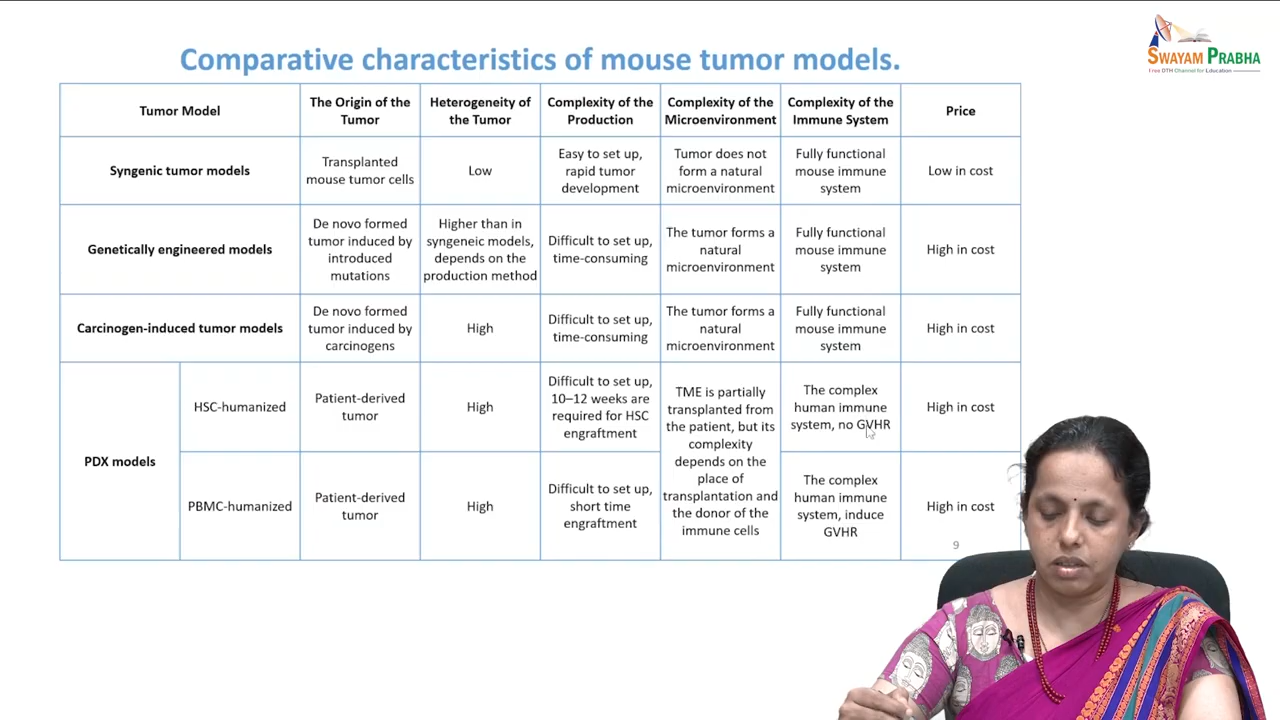 SWAYAM PRABHA
Free DTH Channel for Education
Comparative characteristics of mouse tumor models.
Tumor Model
The Origin of the
Tumor
Heterogeneity of
the Tumor
Complexity of the
Production
Complexity of the
Microenvironment
Complexity of the
Immune System
Price
Syngenic tumor models
Transplanted
mouse tumor cells
Low
Easy to set up,
rapid tumor
development
Tumor does not
form a natural
microenvironment
Fully functional
mouse immune
system
Low in cost
Genetically engineered models
De novo formed
tumor induced by
introduced
mutations
Higher than in
syngeneic models,
depends on the
production method
Difficult to set up,
time-consuming
The tumor forms a
natural
microenvironment
Fully functional
mouse immune
system
High in cost
Carcinogen-induced tumor models
De novo formed
tumor induced by
carcinogens
High
Difficult to set up,
time-consuming
The tumor forms a
natural
microenvironment
Fully functional
mouse immune
system
High in cost
PDX models
HSC-humanized
Patient-derived
tumor
High
Difficult to set up,
10–12 weeks are
required for HSC
engraftment
TME is partially
transplanted from
the patient, but its
complexity
depends on the
place of
transplantation and
the donor of the
immune cells
The complex
human immune
system, no GVHR
High in cost
PBMC-humanized
Patient-derived
tumor
High
Difficult to set up,
short time
engraftment
The complex
human immune
system, induce
GVHR
High in cost
9